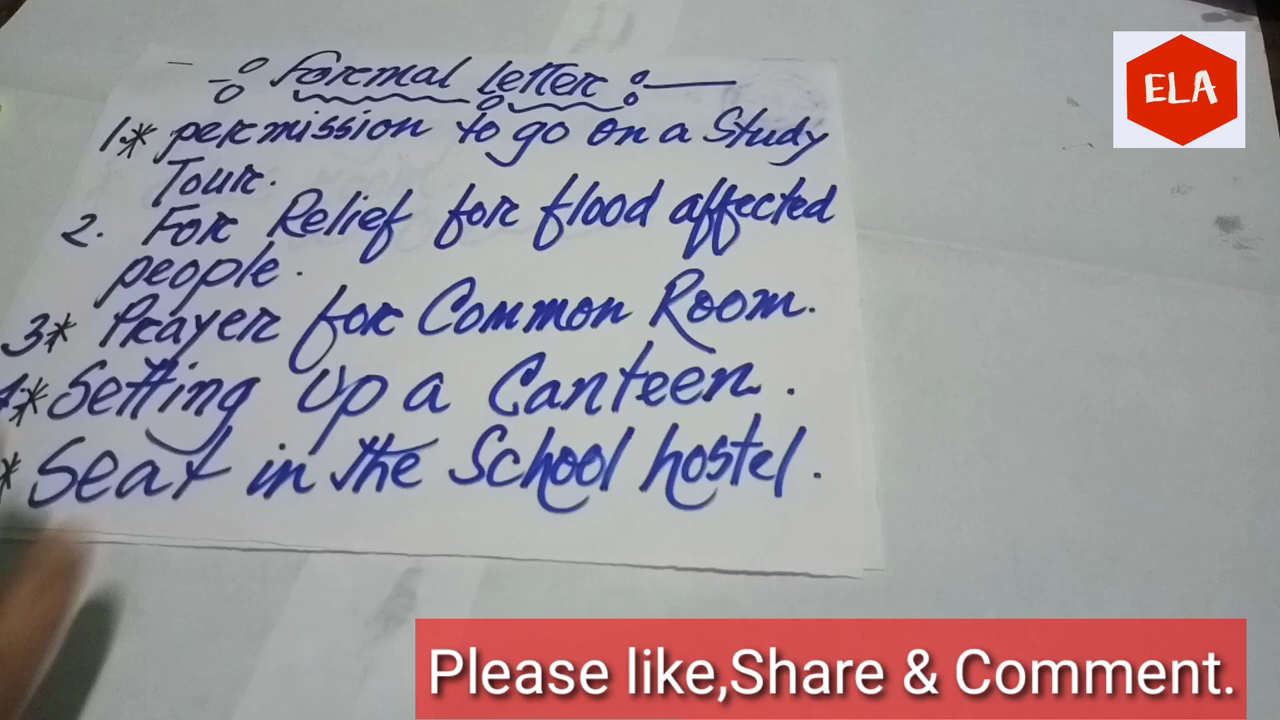 Formal letter :-
ELA
1.* permission to go on a Study
Tour.
2. For Relief for flood affected
people.
3* Prayer for Common Room.
4* Setting Up a Canteen.
* Seat in the School hostel.
Please like,Share & Comment.